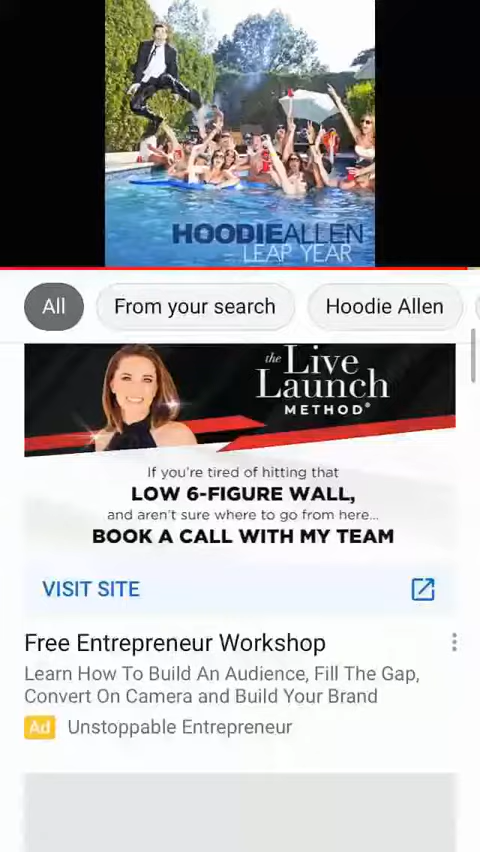 HOODIEALLEN
LEAP YEAR
All
From your search
Hoodie Allen
the Live
Launch
METHOD®
If you're tired of hitting that
LOW 6-FIGURE WALL,
and aren't sure where to go from here...
BOOK A CALL WITH MY TEAM
VISIT SITE
Free Entrepreneur Workshop
Learn How To Build An Audience, Fill The Gap,
Convert On Camera and Build Your Brand
Ad Unstoppable Entrepreneur